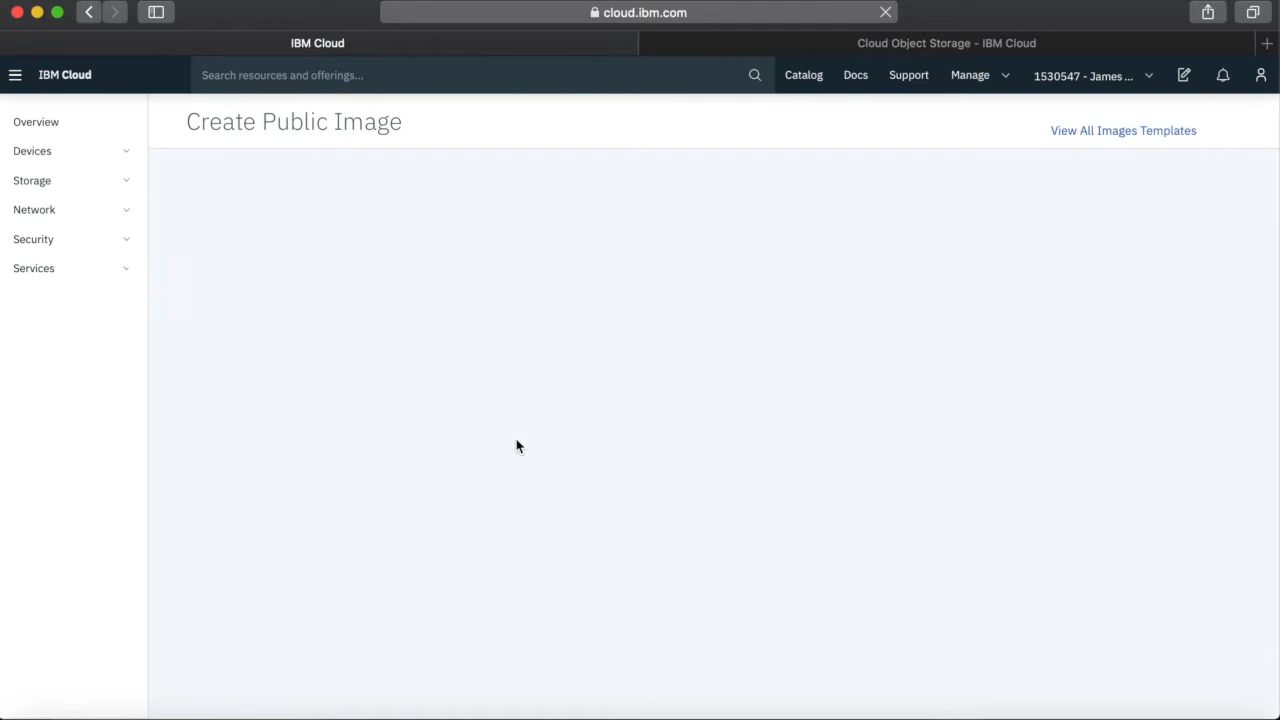 cloud.ibm.com
IBM Cloud
Cloud Object Storage - IBM Cloud
IBM Cloud
Search resources and offerings...
Catalog
Docs
Support
Manage
1530547 - James ...
Overview
Devices
Storage
Network
Security
Services
Create Public Image
View All Images Templates